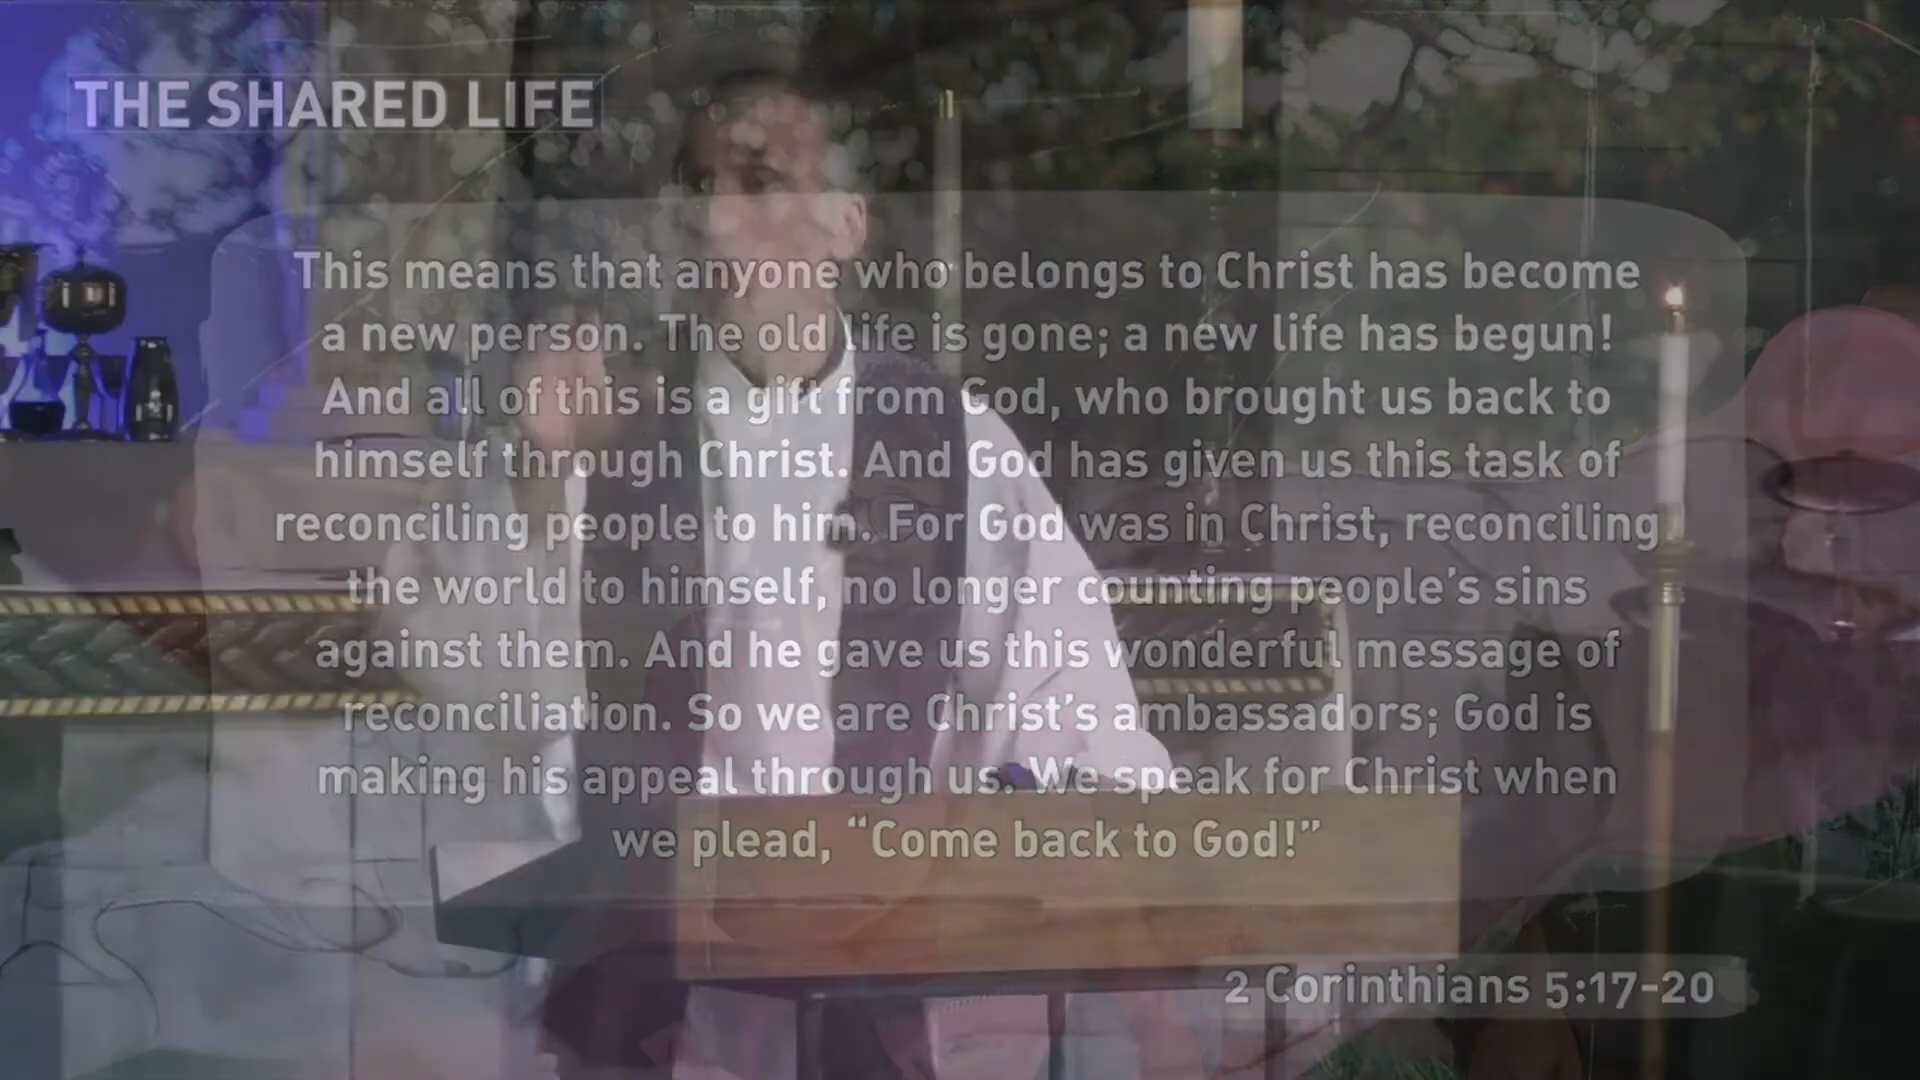 THE SHARED LIFE
This means that anyone who belongs to Christ has become
a new person. The old life is gone; a new life has begun!
And all of this is a gift from God, who brought us back to
himself through Christ. And God has given us this task of
reconciling people to him. For God was in Christ, reconciling
the world to himself, no longer counting people’s sins
against them. And he gave us this wonderful message of
reconciliation. So we are Christ’s ambassadors; God is
making his appeal through us. We speak for Christ when
we plead, “Come back to God!”
2 Corinthians 5:17-20